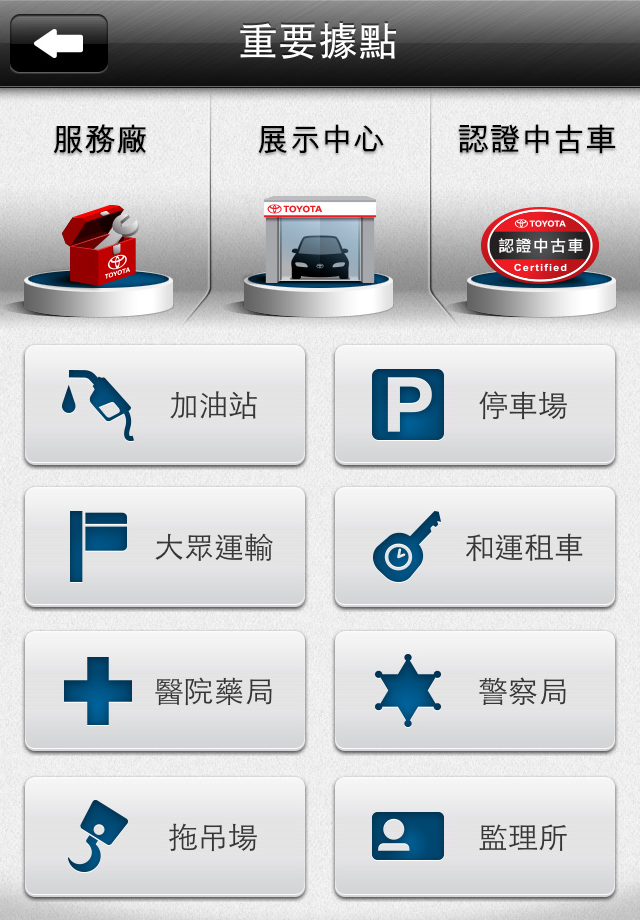 重要據點
服務廠
展示中心
認證中古車
TOYOTA
TOYOTA
TOYOTA
認證中古車
Certified
加油站
P
停車場
大眾運輸
和運租車
醫院藥局
警察局
拖吊場
監理所